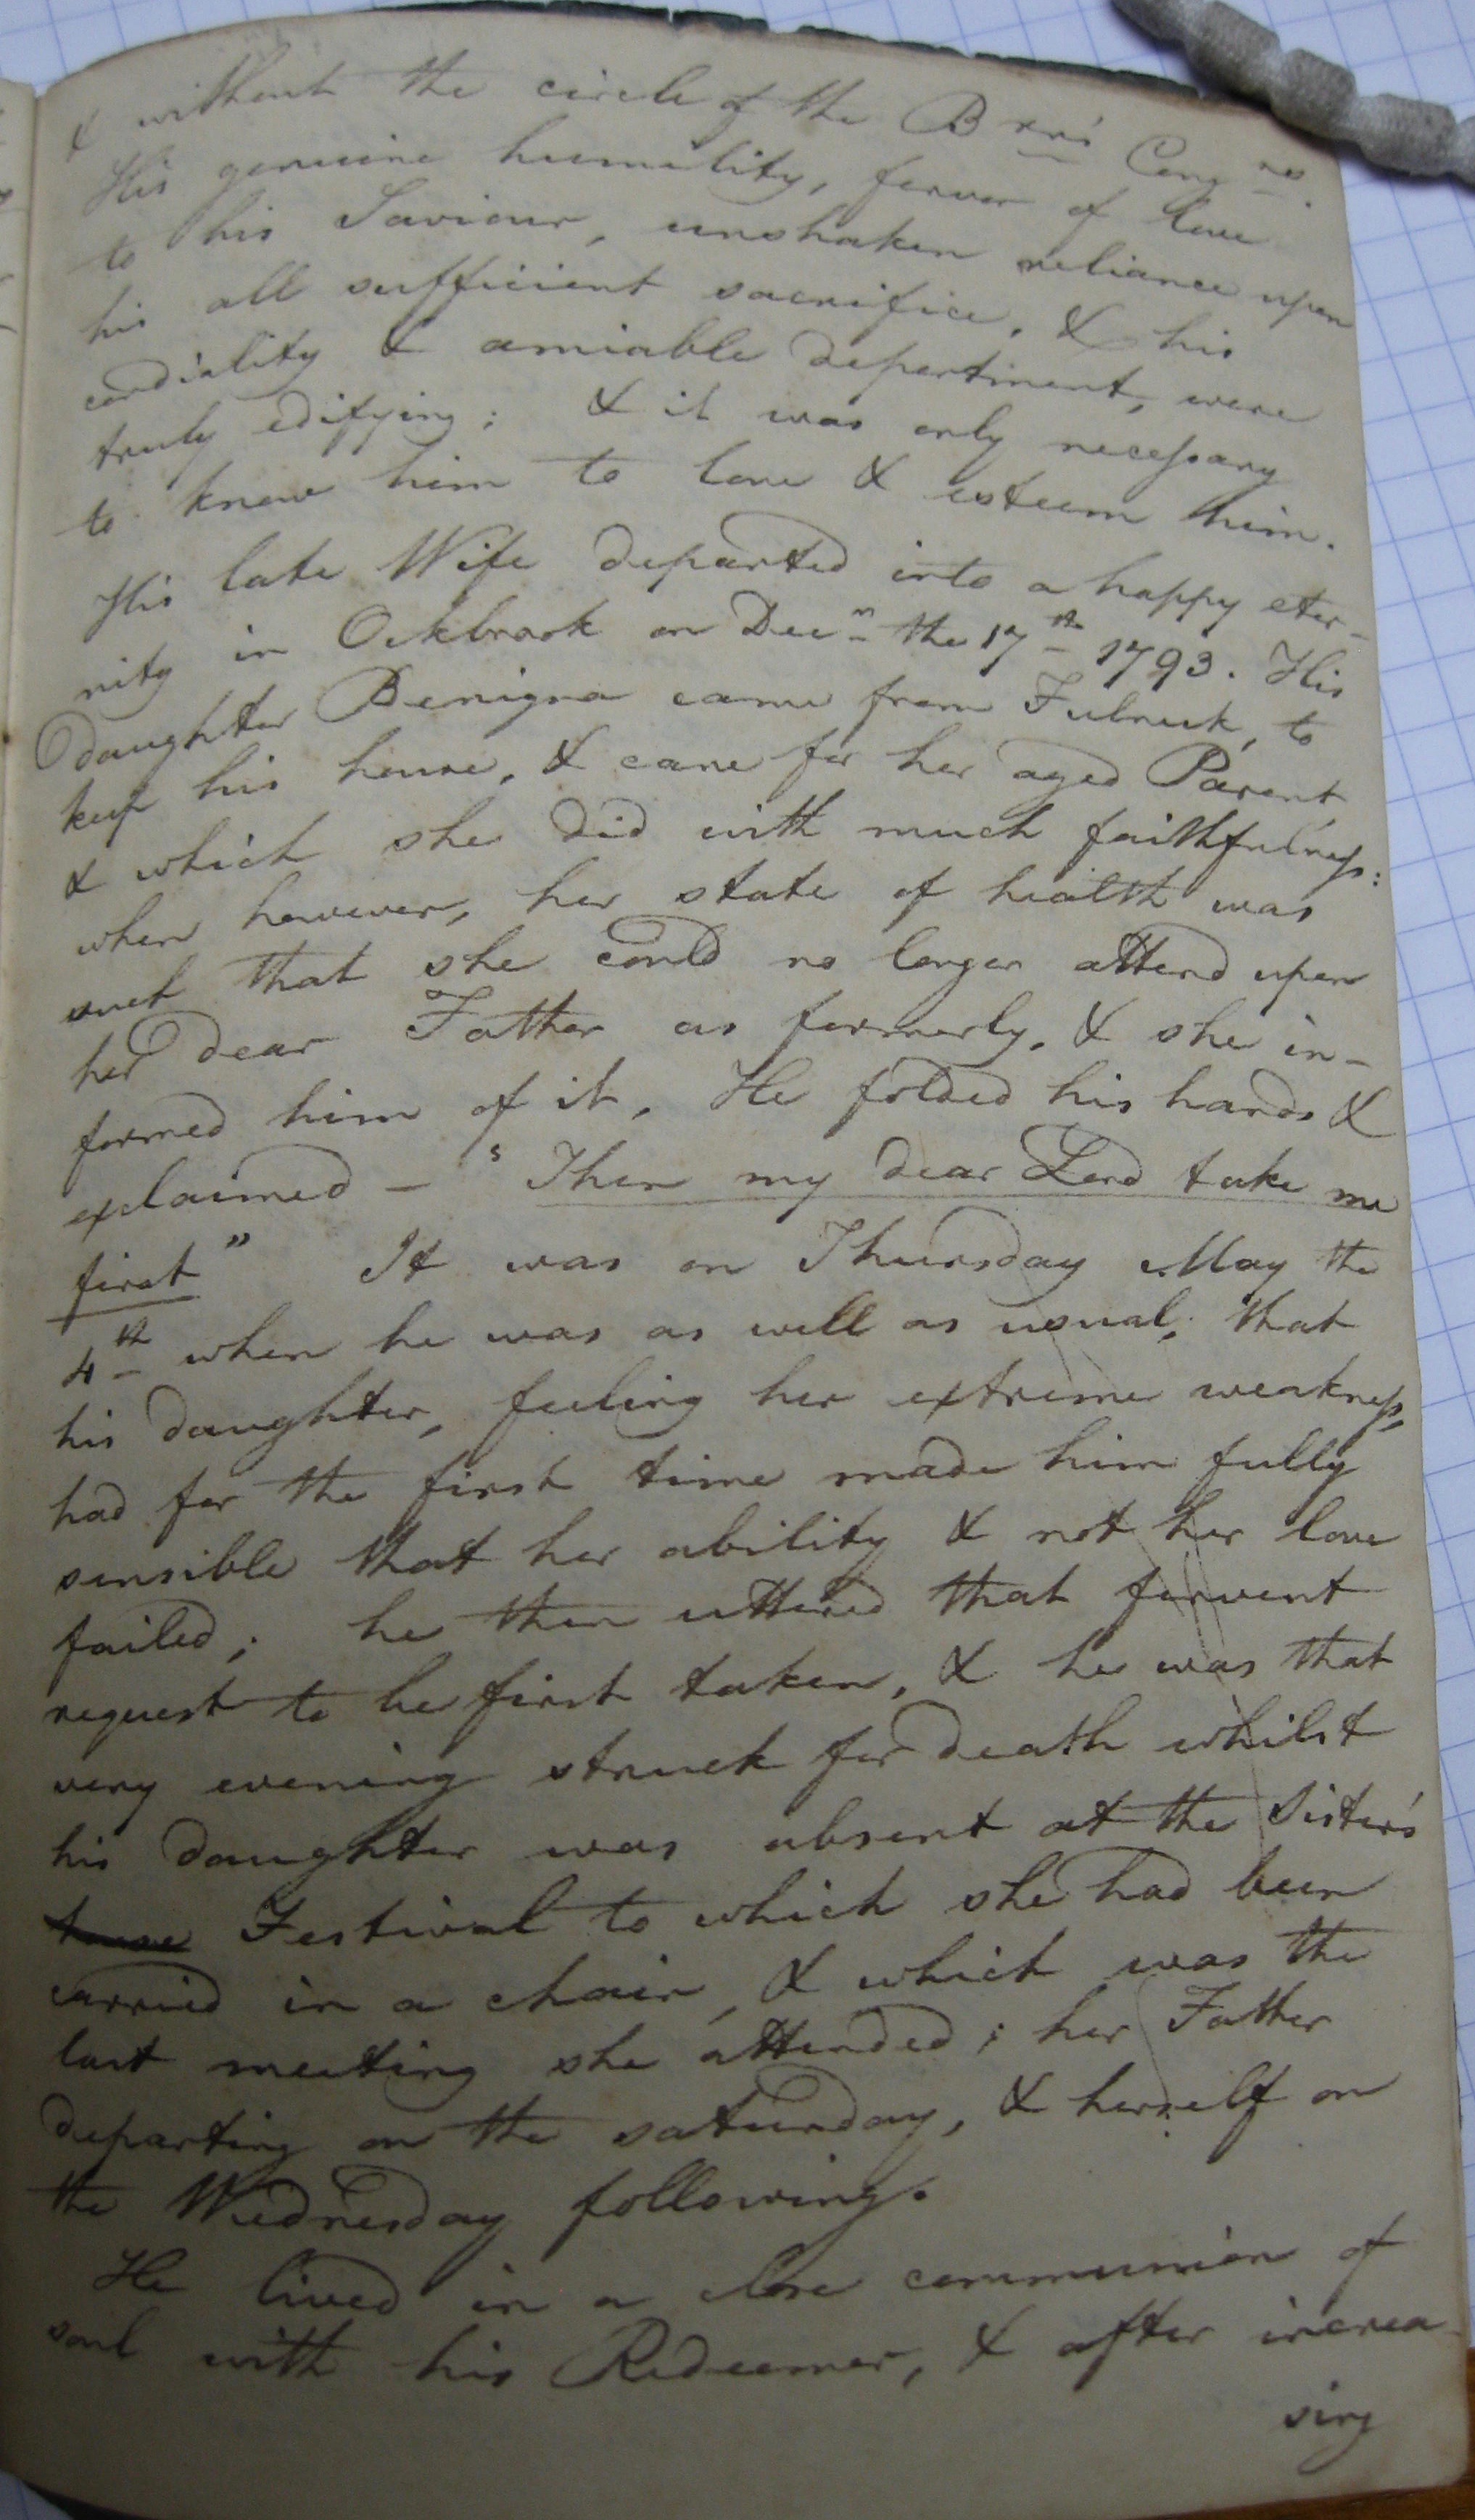 & without the circle of the Brn's Cong ns.
His genuine humility, fervor of love
to his Saviour, unshaken reliance upon
his all sufficient sacrifice, & his
cordiality & amiable department, were
truly edifying; & it was only necessary
to know him to love & esteem him.
His late Wife departed into a happy eter-
nity in Ockbrook on Decr the 17th 1793. His
daughter Benigna came from Fulneck, to
keep his house, & care for her aged Parent
& which she did with much faithfulness:
when however, her state of health was
such that she could no longer attend upon
her dear Father as formerly, & she in-
formed him of it, He folded his hands &
exclaimed — "Then my dear Lord take me
first" It was on Thursday May the
4th when he was as well as usual; that
his daughter, feeling her extreme weakness,
had for the first time made him fully
sensible that her ability & not her love
failed; he then uttered that fervent
request to be first taken, & he was that
very evening struck for death whilst
his daughter was absent at the Sister's
Festival to which she had been
carried in a chair, & which was the
last meeting she attended; her Father
departing on the saturday, & herself on
the Wednesday following.
He lived in a close communion of
soul with his Redeemer, & after increa-
sing